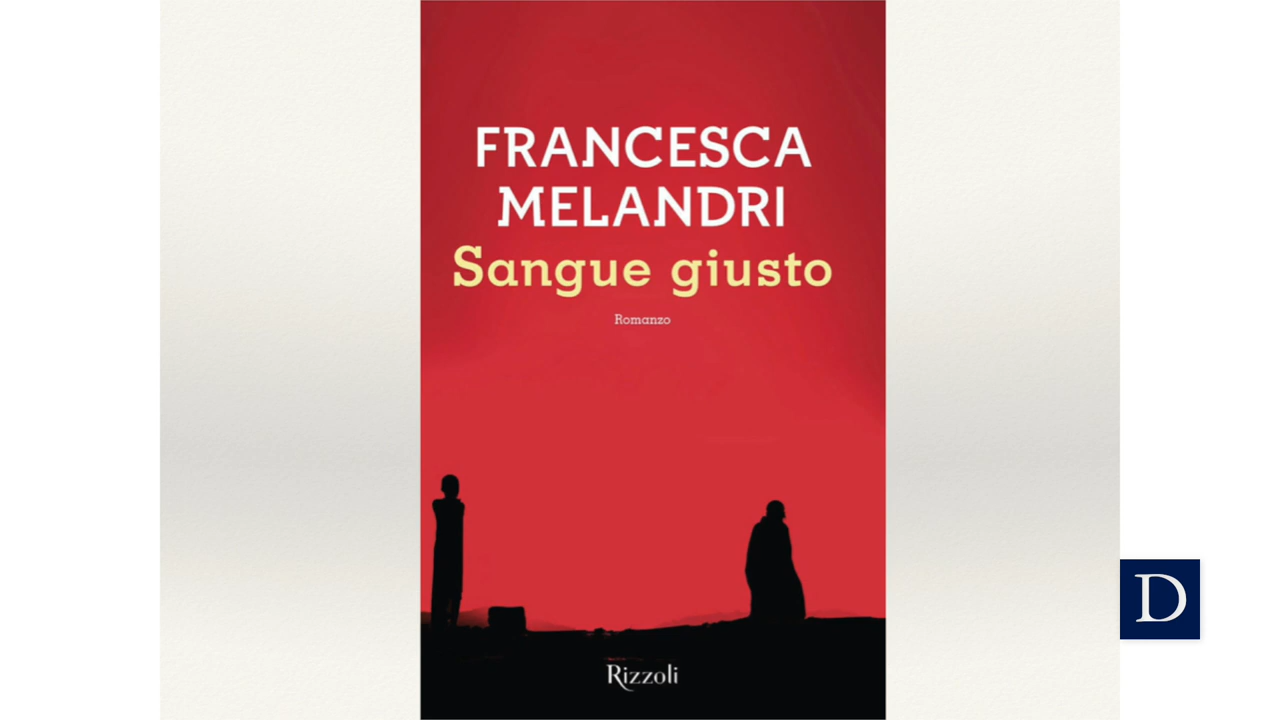 FRANCESCA
MELANDRI
Sangue giusto
Romanzo
Rizzoli
D